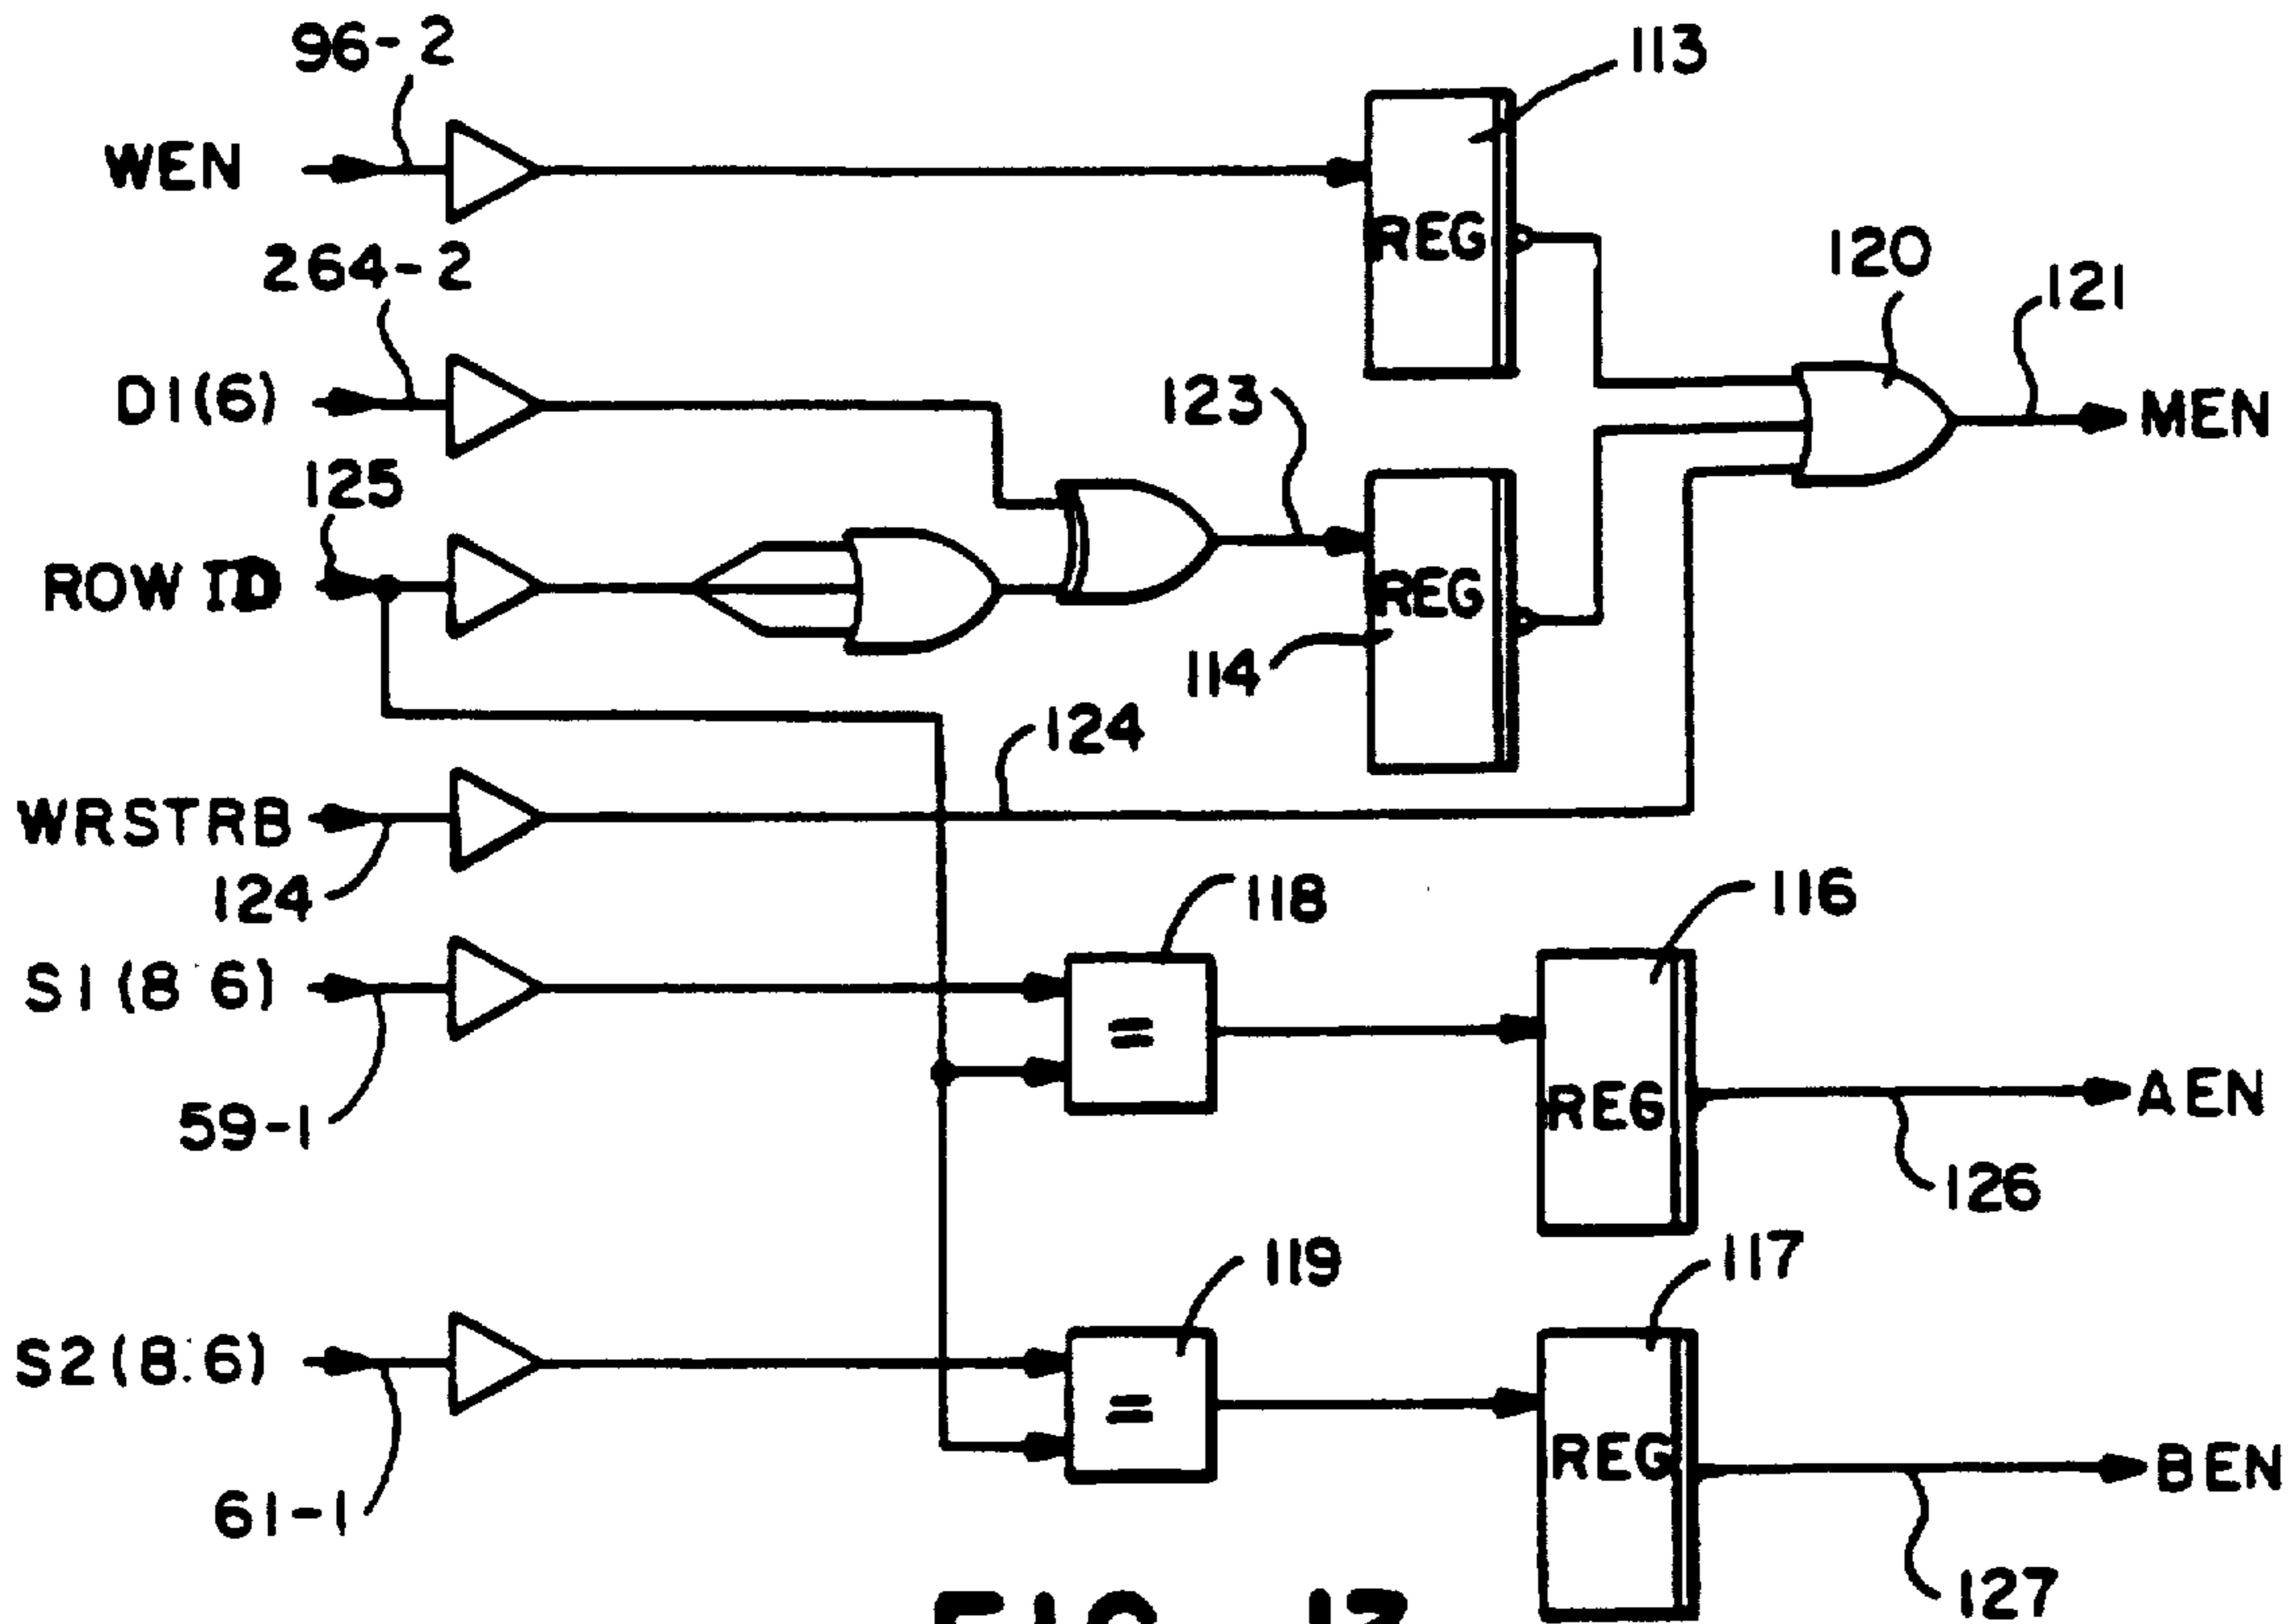 96-2
113
WEN
REG
264-2
120
121
D1(6)
123
MEN
125
ROW ID
REG
114
124
WRSTRB
124
118
116
S1(8 6)
=
REG
AEN
59-1
126
119
117
S2(8:6)
=
REG
BEN
61-1
127